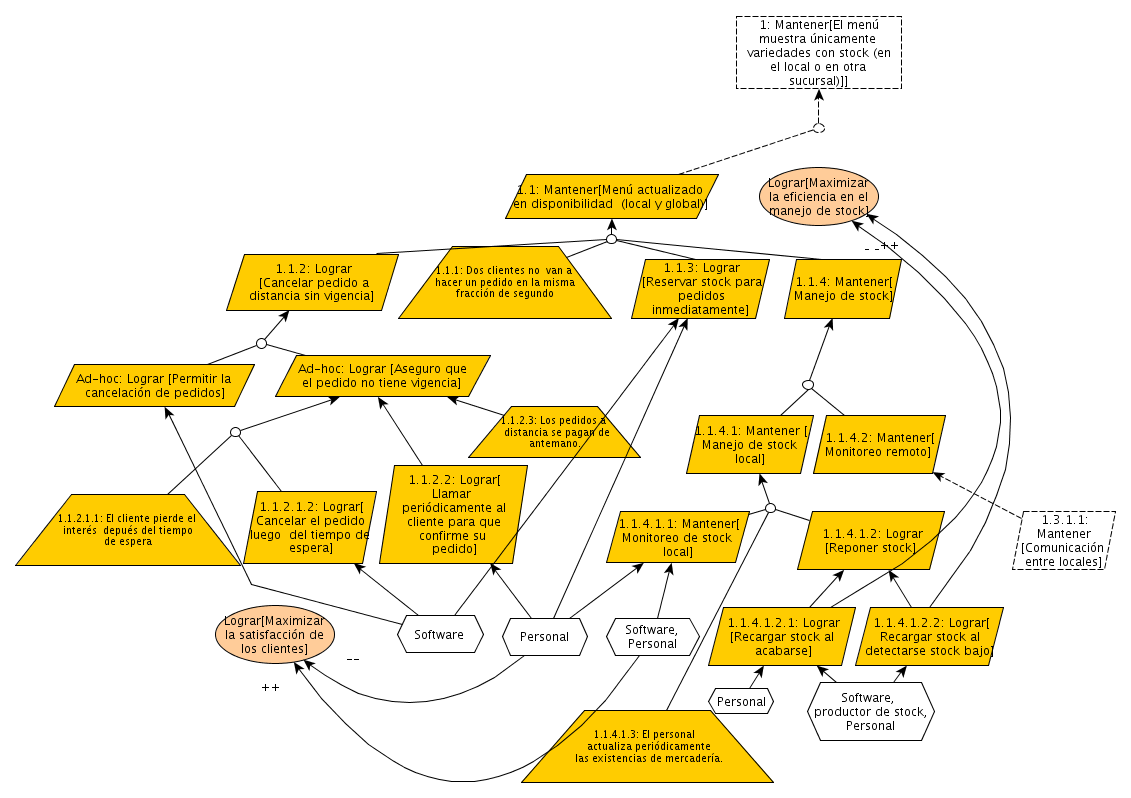 1: Mantener[El menú
muestra únicamente
variedades con stock (en
el local o en otra
sucursal)]]
1.1: Mantener[Menú actualizado
en disponibilidad  (local y global)]
Lograr[Maximizar
la eficiencia en el
manejo de stock]
- -++
1.1.2: Lograr
[Cancelar pedido a
distancia sin vigencia]
1.1.1: Dos clientes no  van a
hacer un pedido en la misma
fracción de segundo
1.1.3: Lograr
[Reservar stock para
pedidos
inmediatamente]
1.1.4: Mantener[
Manejo de stock]
Ad-hoc: Lograr [Permitir la
cancelación de pedidos]
Ad-hoc: Lograr [Aseguro que
el pedido no tiene vigencia]
1.1.2.3: Los pedidos a
distancia se pagan de
antemano.
1.1.4.1: Mantener [
Manejo de stock
local]
1.1.4.2: Mantener[
Monitoreo remoto]
1.1.2.1.1: El cliente pierde el
interés  depués del tiempo
de espera
1.1.2.1.2: Lograr[
Cancelar el pedido
luego  del tiempo de
espera]
1.1.2.2: Lograr[
Llamar
periódicamente al
cliente para que
confirme su
pedido]
1.1.4.1.1: Mantener[
Monitoreo de stock
local]
1.1.4.1.2: Lograr
[Reponer stock]
1.3.1.1:
Mantener
[Comunicación
entre locales]
Lograr[Maximizar
la satisfacción de
los clientes]
Software
Personal
Software,
Personal
1.1.4.1.2.1: Lograr
[Recargar stock al
acabarse]
1.1.4.1.2.2: Lograr[
Recargar stock al
detectarse stock bajo]
--
++
Personal
Software,
productor de stock,
Personal
1.1.4.1.3: El personal
actualiza periódicamente
las existencias de mercadería.